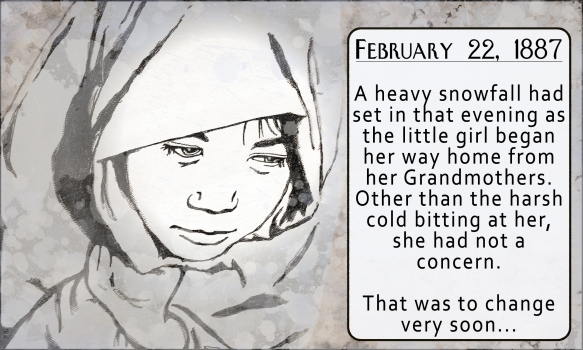 February 22, 1887
A heavy snowfall had
set in that evening as
the little girl began
her way home from
her Grandmothers.
Other than the harsh
cold bitting at her,
she had not a
concern.
That was to change
very soon...